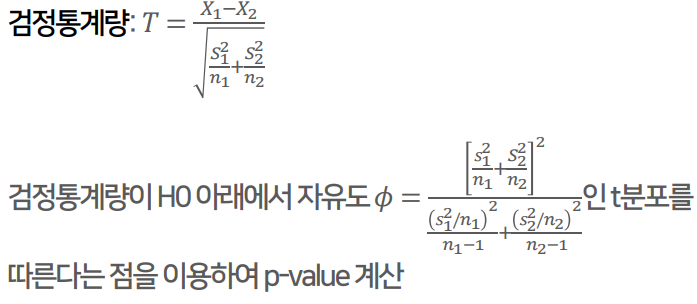 검정통계량: $T = \frac{X_1 - X_2}{\sqrt{\frac{S_1^2}{n_1} + \frac{S_2^2}{n_2}}}$
검정통계량이 H0 아래에서 자유도 $\phi = \frac{\left[\frac{s_1^2}{n_1} + \frac{S_2^2}{n_2}\right]^2}{\frac{(s_1^2/n_1)^2}{n_1 - 1} + \frac{(s_2^2/n_2)^2}{n_2 - 1}}$인 t분포를
따른다는 점을 이용하여 p-value 계산